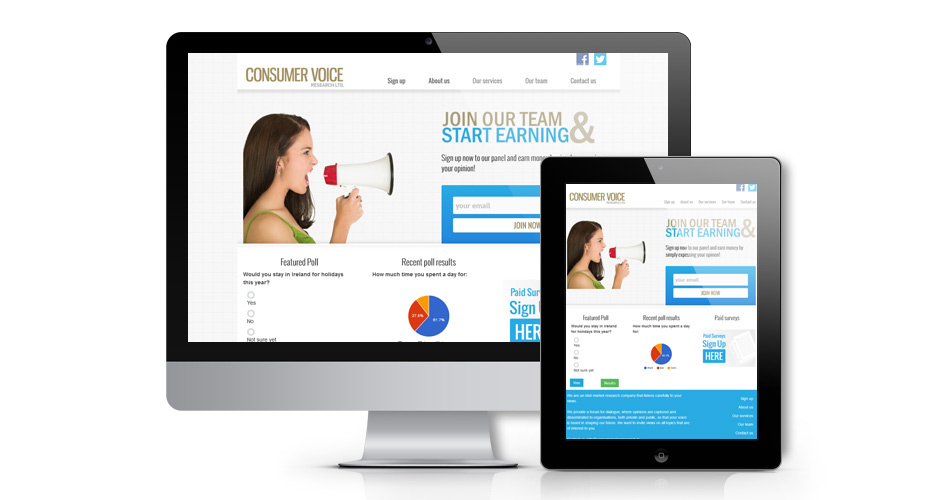 CONSUMER VOICE
RESEARCH LTD.
Sign up About us Our services Our team Contact us
JOIN OUR TEAM
START EARNING &
Sign up now to our panel and earn money
your opinion!
your email
JOIN NOW
Featured Poll
Would you stay in Ireland for holidays
this year?
Yes
No
Not sure yet
Recent poll results
How much time you spent a day for:
27.8%
61.7%
Paid Surveys
Sign Up
HERE
CONSUMER VOICE
RESEARCH LTD.
Sign up About us Our services Our team Contact us
JOIN OUR TEAM
START EARNING &
Sign up now to our panel and earn money by
simply expressing your opinion!
your email
JOIN NOW
Featured Poll
Would you stay in Ireland
for holidays this year?
Yes
No
Not sure yet
Vote
Results
Recent poll results
How much time you spent a day
for:
Paid surveys
Paid Surveys
Sign Up
HERE
We are an Irish market research company that listens carefully to your
voice.
We provide a forum for dialogue, where opinions are captured and
disseminated to organisations, both private and public, so that your voice
is heard in shaping our future. We want to invite views on all topics that are
of interest to you.
Sign up
About us
Our services
Our team
Contact us